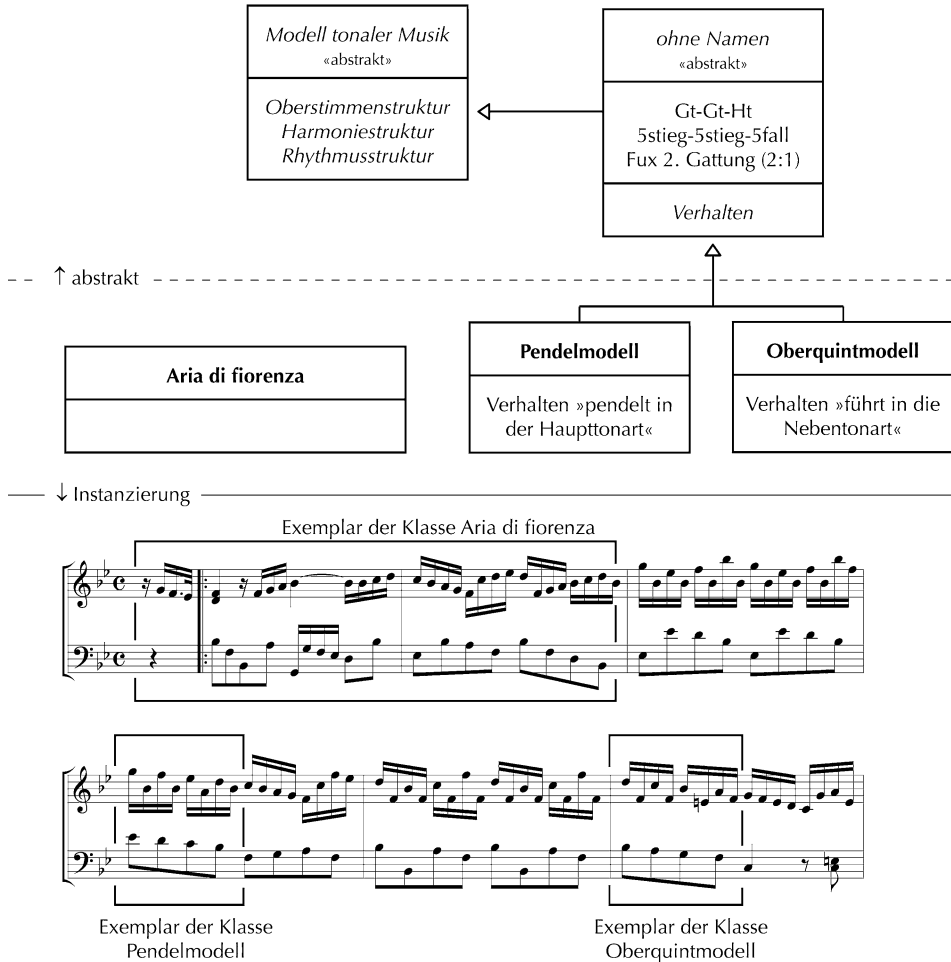 Modell tonaler Musik
«abstrakt»
Oberstimmenstruktur
Harmoniestruktur
Rhythmusstruktur
ohne Namen
«abstrakt»
Gt-Gt-Ht
5stieg-5stieg-5fall
Fux 2. Gattung (2:1)
Verhalten
↑ abstrakt
Aria di fiorenza
Pendelmodell
Verhalten »pendelt in
der Haupttonart«
Oberquintmodell
Verhalten »führt in die
Nebentonart«
↓ Instanzierung
Exemplar der Klasse Aria di fiorenza
Exemplar der Klasse
Pendelmodell
Exemplar der Klasse
Oberquintmodell